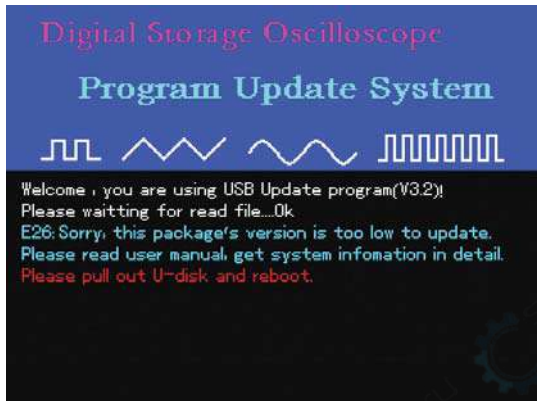 Digital Storage Oscilloscope
Program Update System
Welcome , you are using USB Update program(V3.2)!
Please waitting for read file....Ok
E26:Sorry, this package's version is too low to update.
Please read user manual, get system infomation in detail.
Please pull out U-disk and reboot.